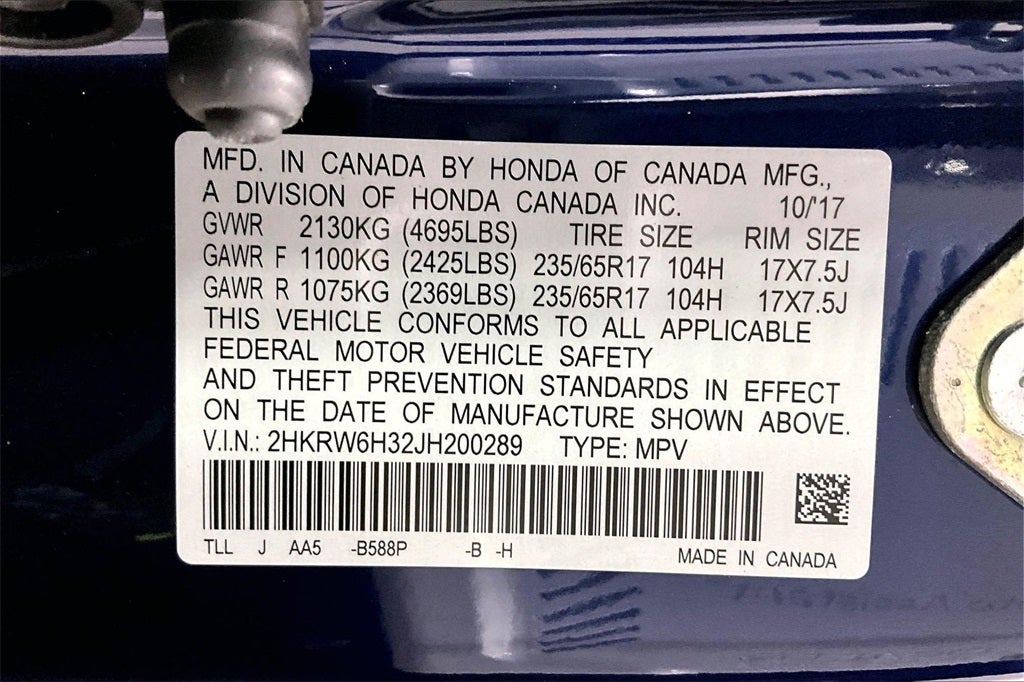 MFD. IN CANADA BY HONDA OF CANADA MFG.,
A DIVISION OF HONDA CANADA INC. 10/'17
GVWR 2130KG (4695LBS) TIRE SIZE RIM SIZE
GAWR F 1100KG (2425LBS) 235/65R17 104H 17X7.5J
GAWR R 1075KG (2369LBS) 235/65R17 104H 17X7.5J
THIS VEHICLE CONFORMS TO ALL APPLICABLE
FEDERAL MOTOR VEHICLE SAFETY
AND THEFT PREVENTION STANDARDS IN EFFECT
ON THE DATE OF MANUFACTURE SHOWN ABOVE.
V.I.N.: 2HKRW6H32JH200289 TYPE: MPV
TLL J AA5 -B588P -B -H MADE IN CANADA